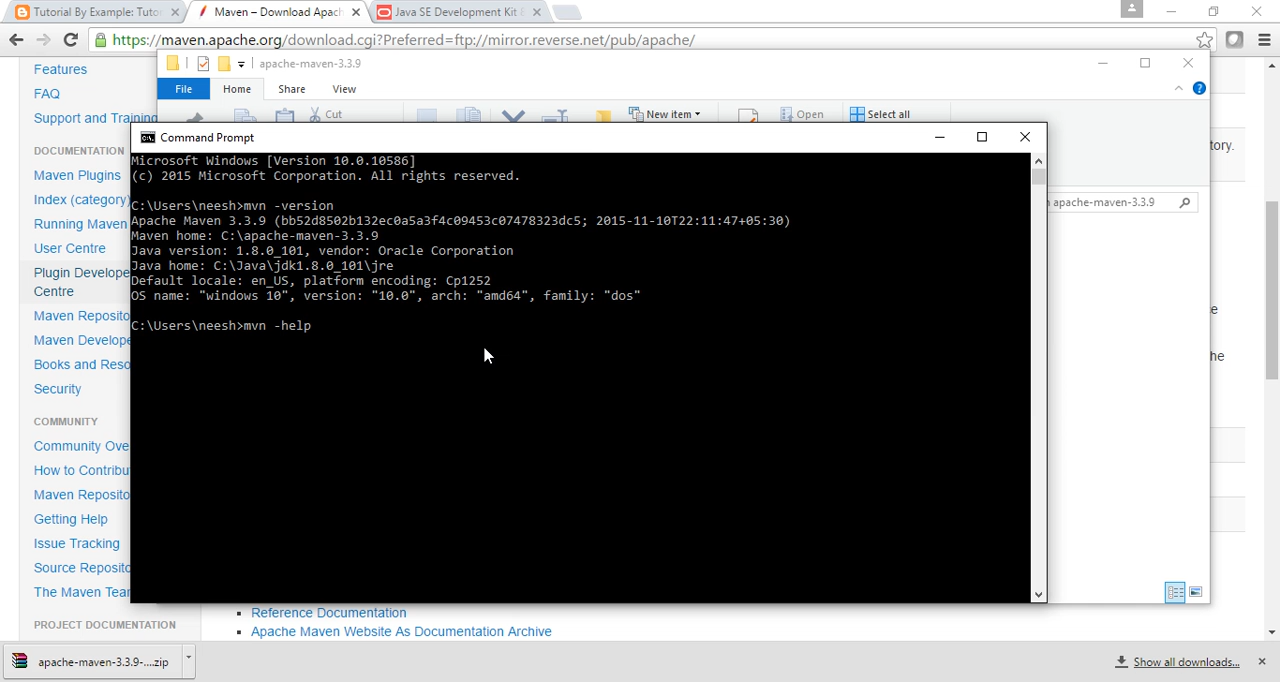 Tutorial By Example: Tutor
Maven – Download Apach
Java SE Development Kit 8
https://maven.apache.org/download.cgi?Preferred=ftp://mirror.reverse.net/pub/apache/
Features
FAQ
Support and Training
DOCUMENTATION
Maven Plugins
Index (category)
Running Maven
User Centre
Plugin Develope
Centre
Maven Reposito
Maven Develope
Books and Reso
Security
COMMUNITY
Community Ove
How to Contribu
Maven Reposito
Getting Help
Issue Tracking
Source Reposito
The Maven Tea
PROJECT DOCUMENTATION
apache-maven-3.3.9
File
Home
Share
View
Cut
New item
Open
Select all
tory.
apache-maven-3.3.9
he
Command Prompt
Microsoft Windows [Version 10.0.10586]
(c) 2015 Microsoft Corporation. All rights reserved.
C:\Users\neesh>mvn -version
Apache Maven 3.3.9 (bb52d8502b132ec0a5a3f4c09453c07478323dc5; 2015-11-10T22:11:47+05:30)
Maven home: C:\apache-maven-3.3.9
Java version: 1.8.0_101, vendor: Oracle Corporation
Java home: C:\Java\jdk1.8.0_101\jre
Default locale: en_US, platform encoding: Cp1252
OS name: "windows 10", version: "10.0", arch: "amd64", family: "dos"
C:\Users\neesh>mvn -help
Reference Documentation
Apache Maven Website As Documentation Archive
apache-maven-3.3.9-....zip
Show all downloads...